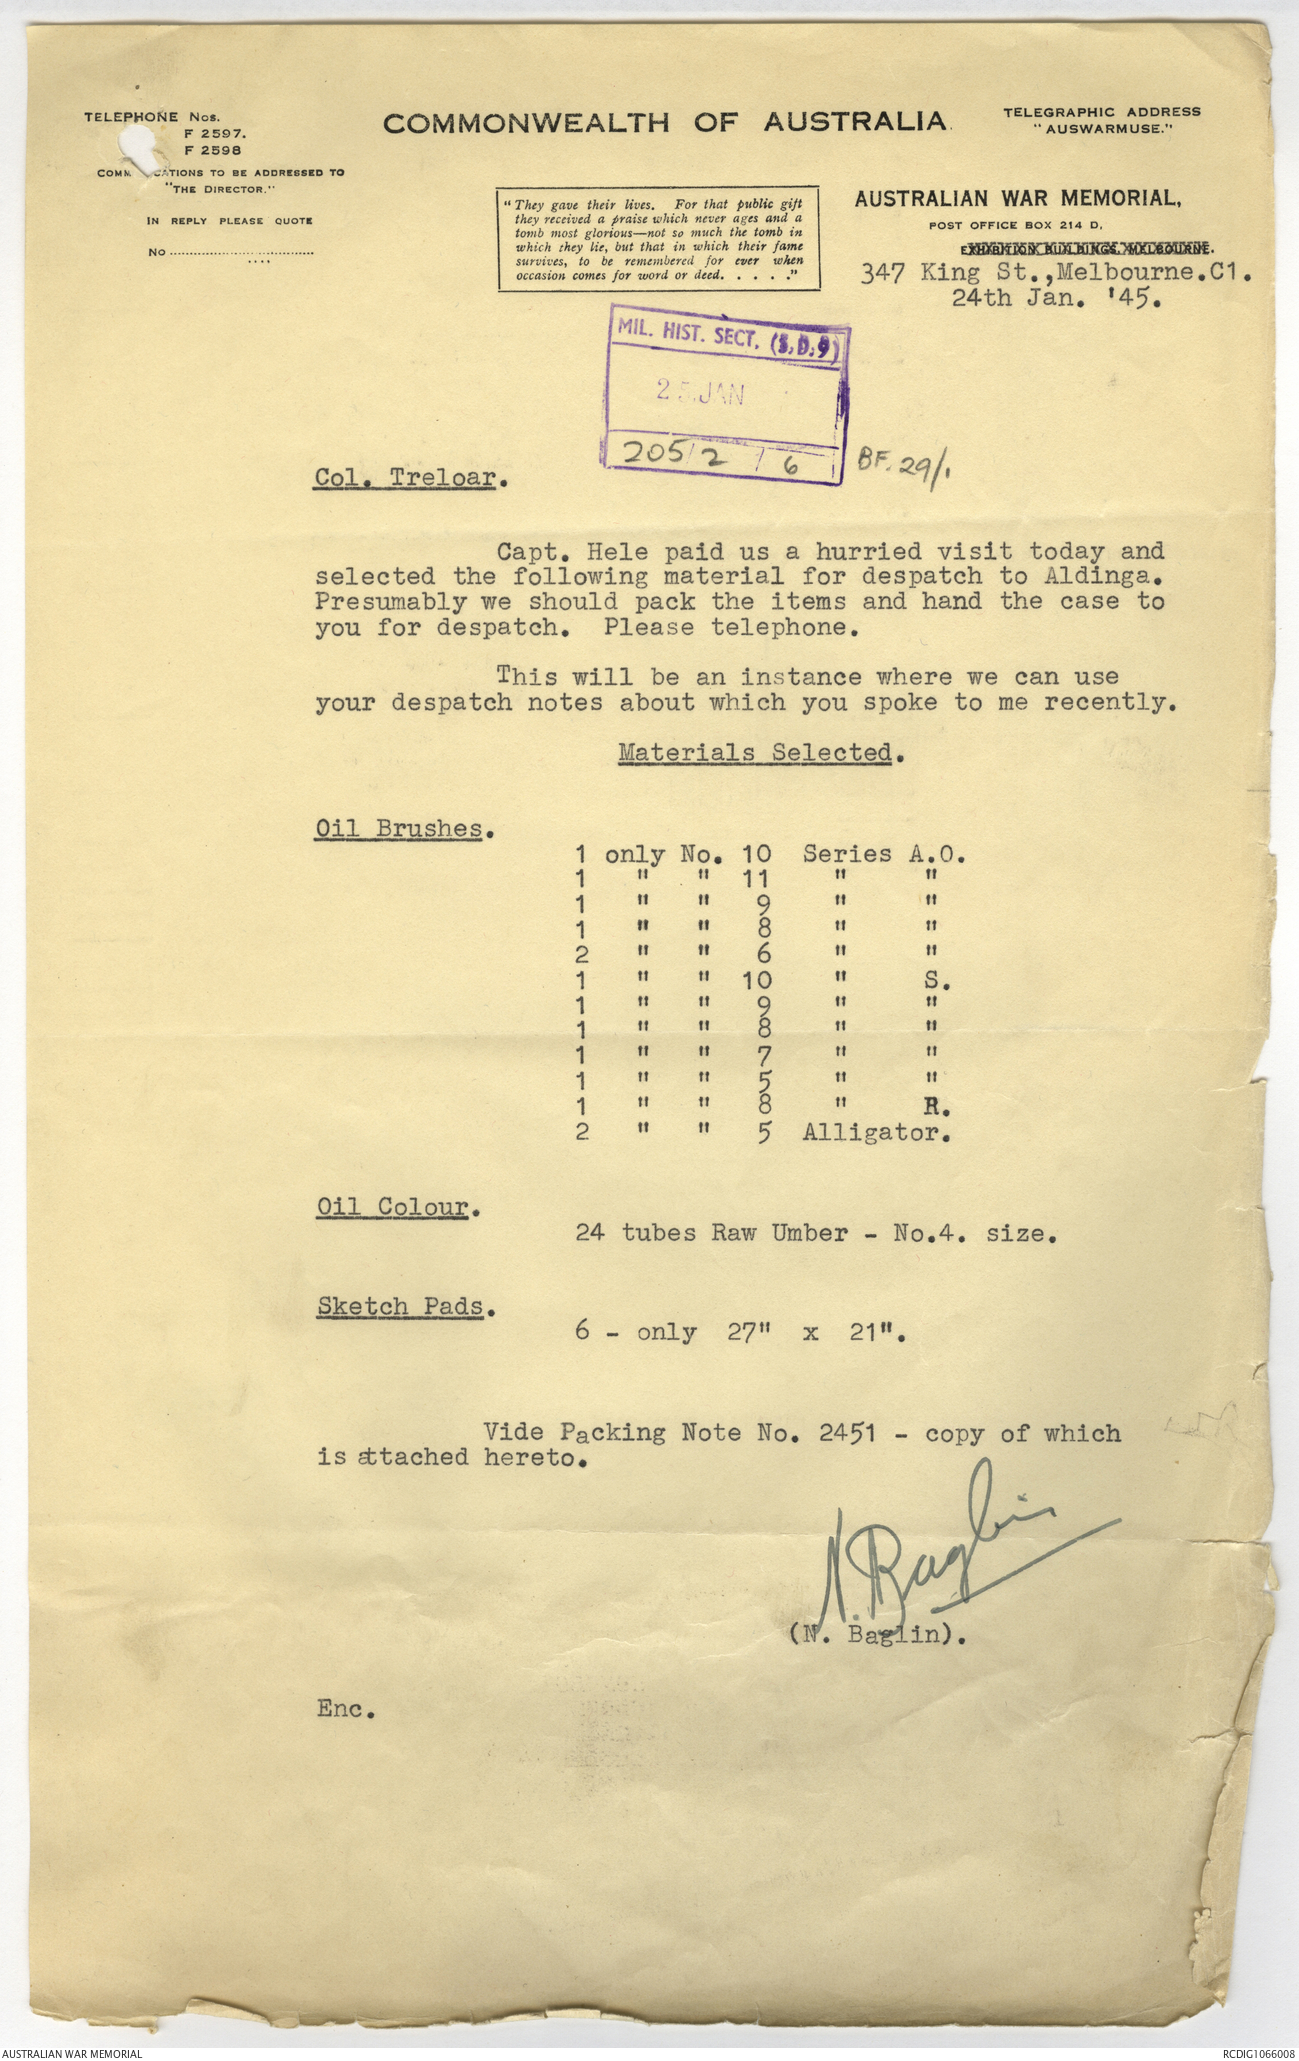 TELEPHONE Nos.
F 2597.
F 2598
COMM   CATIONS TO BE ADDRESSED TO
"THE DIRECTOR."
IN REPLY PLEASE QUOTE
No ....................................
COMMONWEALTH OF AUSTRALIA
TELEGRAPHIC ADDRESS
"AUSWARMUSE."
"They gave their lives. For that public gift
they received a praise which never ages and a
tomb most glorious—not so much the tomb in
which they lie, but that in which their fame
survives, to be remembered for ever when
occasion comes for word or deed. . . . . ."
AUSTRALIAN WAR MEMORIAL,
POST OFFICE BOX 214 D,
EXHIBITION BUILDINGS, MELBOURNE.
347 King St.,Melbourne.C1.
24th Jan. '45.
MIL. HIST. SECT. (S.D.9)
25.JAN
205/2/6
BF. 29/1
Col. Treloar.
Capt. Hele paid us a hurried visit today and
selected the following material for despatch to Aldinga.
Presumably we should pack the items and hand the case to
you for despatch. Please telephone.
This will be an instance where we can use
your despatch notes about which you spoke to me recently.
Materials Selected.
Oil Brushes.
1 only No. 10 Series A.O.
1 " " 11 " "
1 " " 9 " "
1 " " 8 " "
2 " " 6 " "
1 " " 10 " S.
1 " " 9 " "
1 " " 8 " "
1 " " 7 " "
1 " " 5 " "
1 " " 8 " R.
2 " " 5 Alligator.
Oil Colour.
24 tubes Raw Umber - No.4. size.
Sketch Pads.
6 - only 27" x 21".
Vide Packing Note No. 2451 - copy of which
is attached hereto.
N. Baglin
(N. Baglin).
Enc.
AUSTRALIAN WAR MEMORIAL
RCDIG1066008